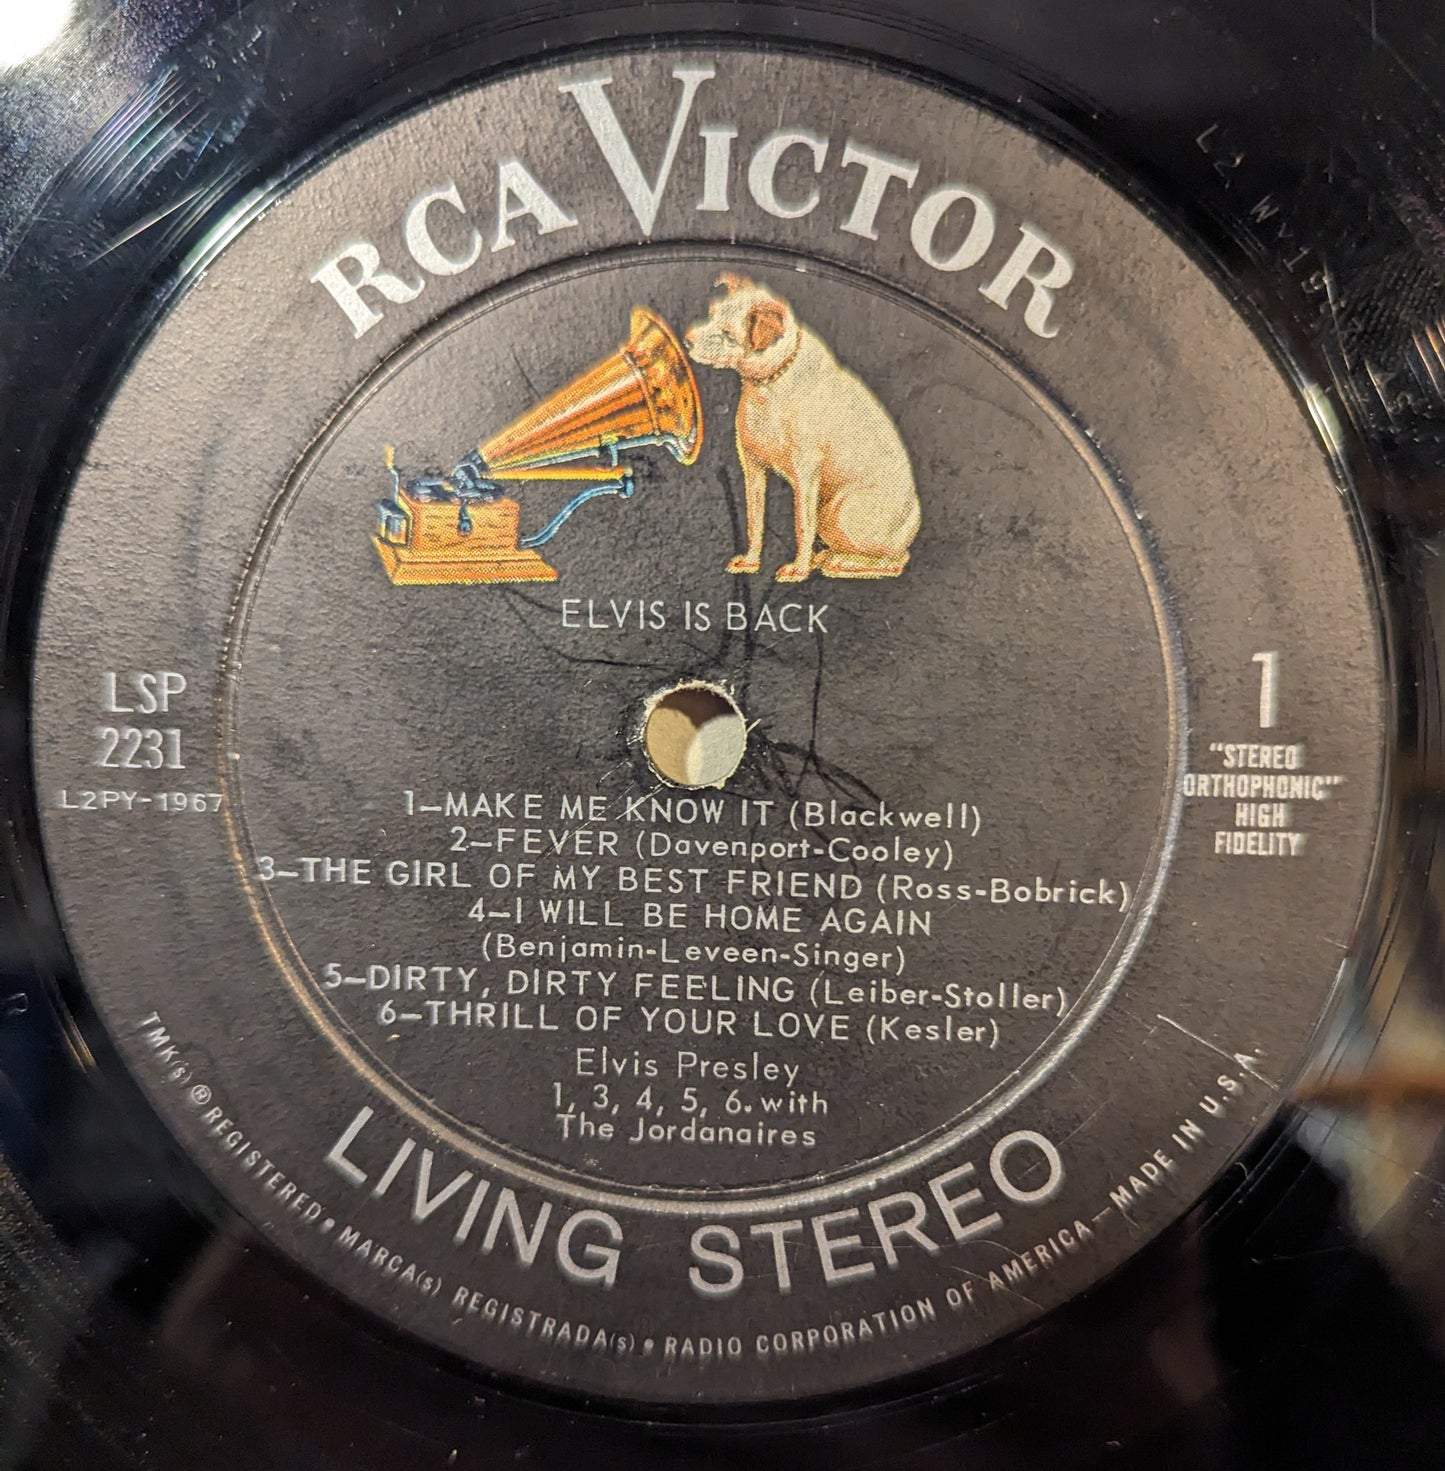 RCA VICTOR
ELVIS IS BACK
LSP
2231
L2PY-1967
1
"STEREO
ORTHOPHONIC"
HIGH
FIDELITY
1—MAKE ME KNOW IT (Blackwell)
2—FEVER (Davenport-Cooley)
3—THE GIRL OF MY BEST FRIEND (Ross-Bobrick)
4—I WILL BE HOME AGAIN
(Benjamin-Leveen-Singer)
5—DIRTY, DIRTY FEELING (Leiber-Stoller)
6—THRILL OF YOUR LOVE (Kesler)
Elvis Presley
1, 3, 4, 5, 6. with
The Jordanaires
LIVING STEREO
TMK(s) ® REGISTERED • MARCA(s) REGISTRADA(s) • RADIO CORPORATION OF AMERICA—MADE IN U.S.A.